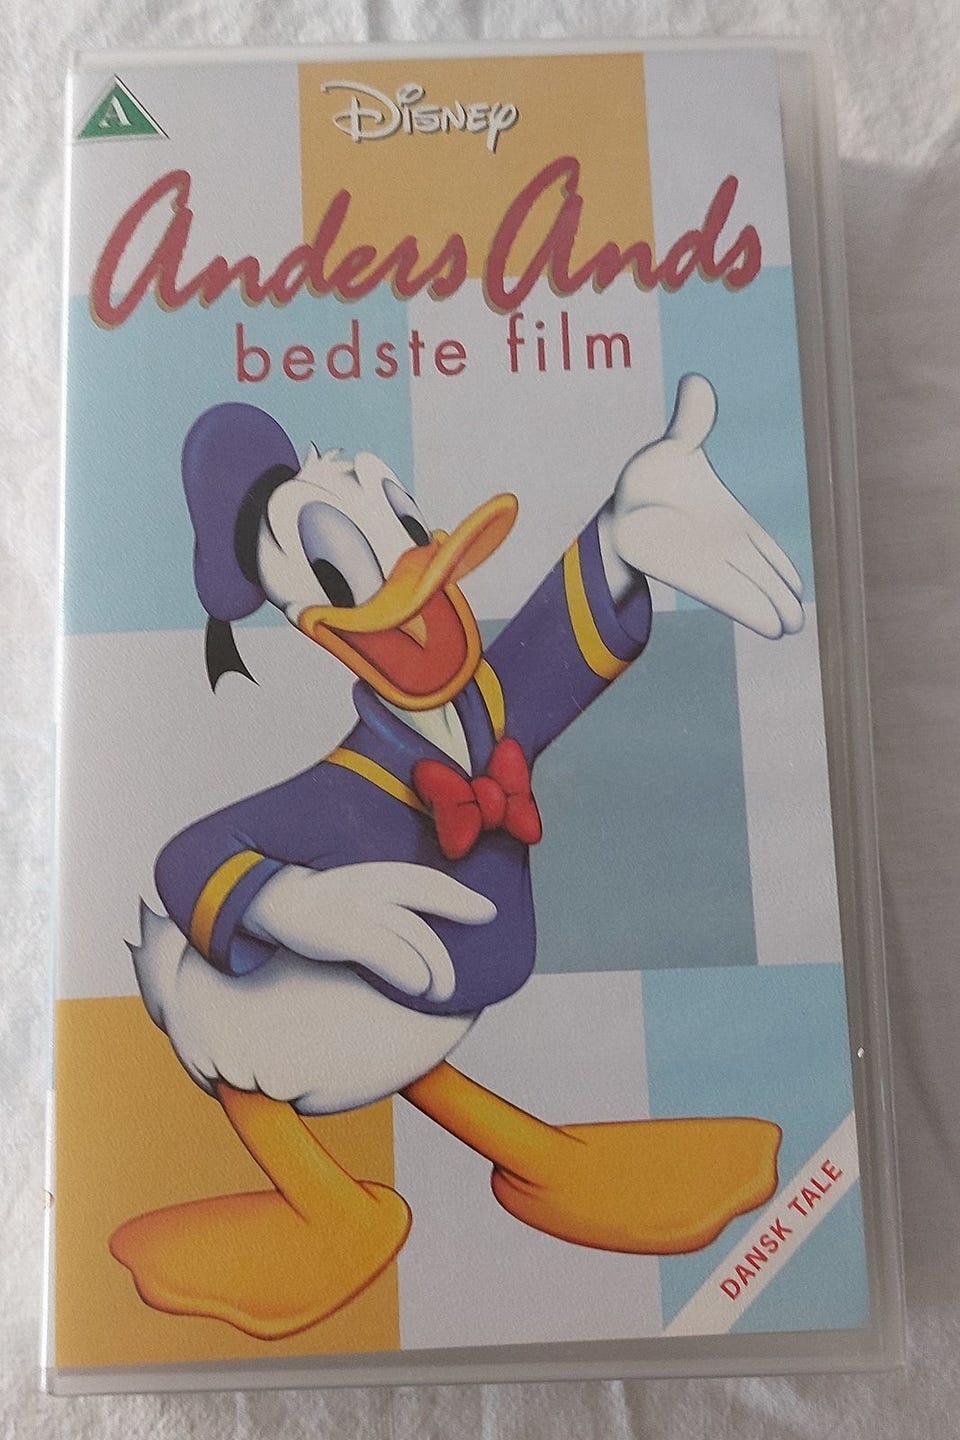 A
DISNEY
Anders Ands
bedste film
DANSK TALE